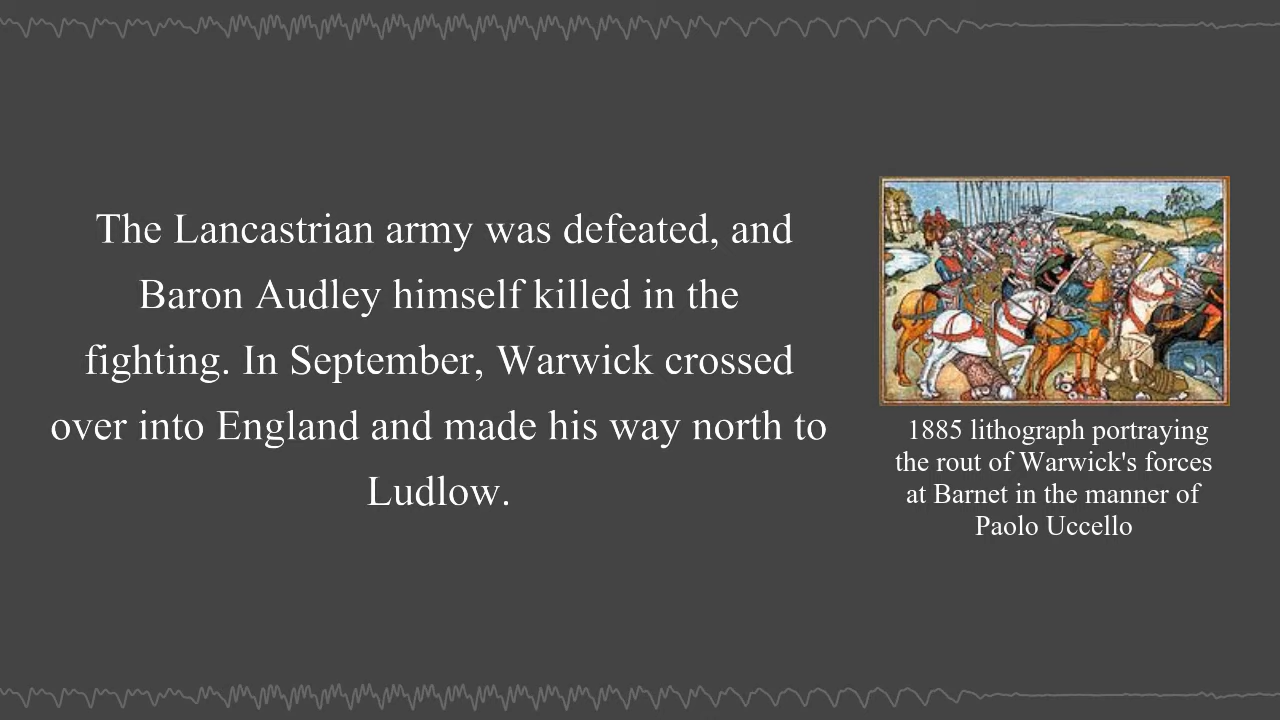 The Lancastrian army was defeated, and
Baron Audley himself killed in the
fighting. In September, Warwick crossed
over into England and made his way north to
Ludlow.
1885 lithograph portraying
the rout of Warwick's forces
at Barnet in the manner of
Paolo Uccello